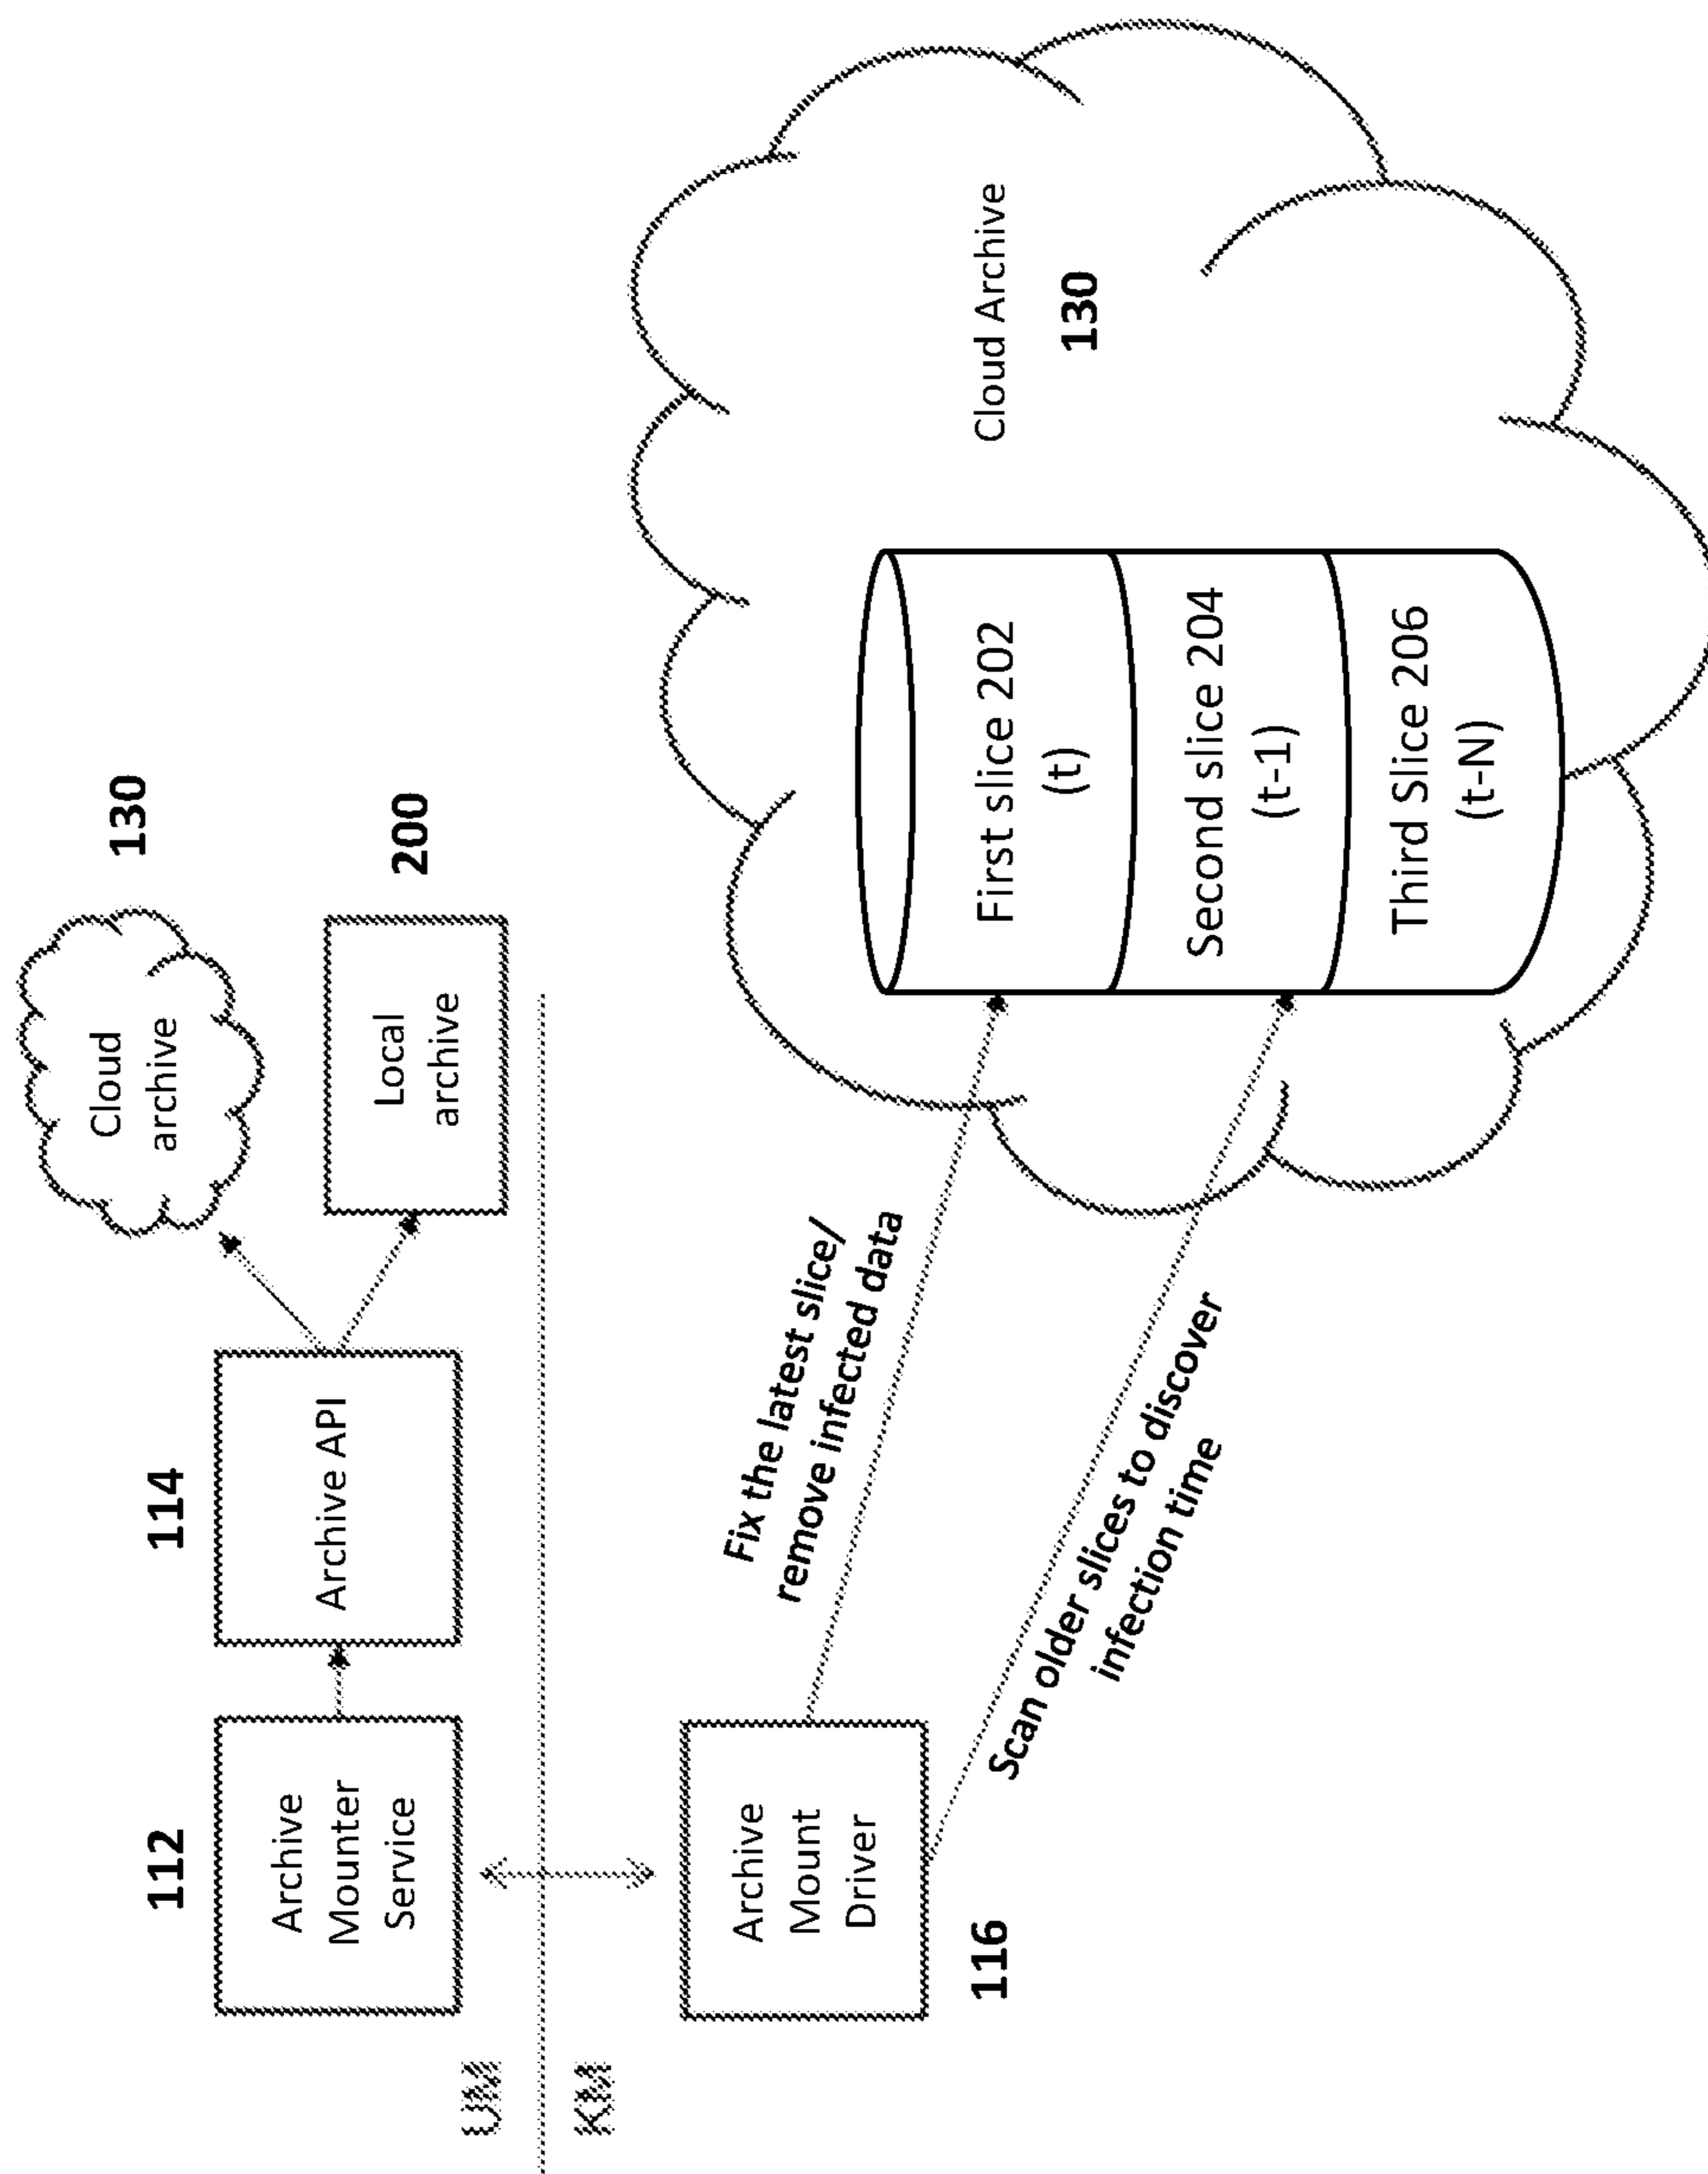 130
Cloud
archive
200
Local
archive
114
Archive API
112
Archive
Mounter
Service
UM
KM
Archive
Mount
Driver
116
Fix the latest slice/
remove infected data
Scan older slices to discover
infection time
First slice 202
(t)
Second slice 204
(t-1)
Third Slice 206
(t-N)
Cloud Archive
130